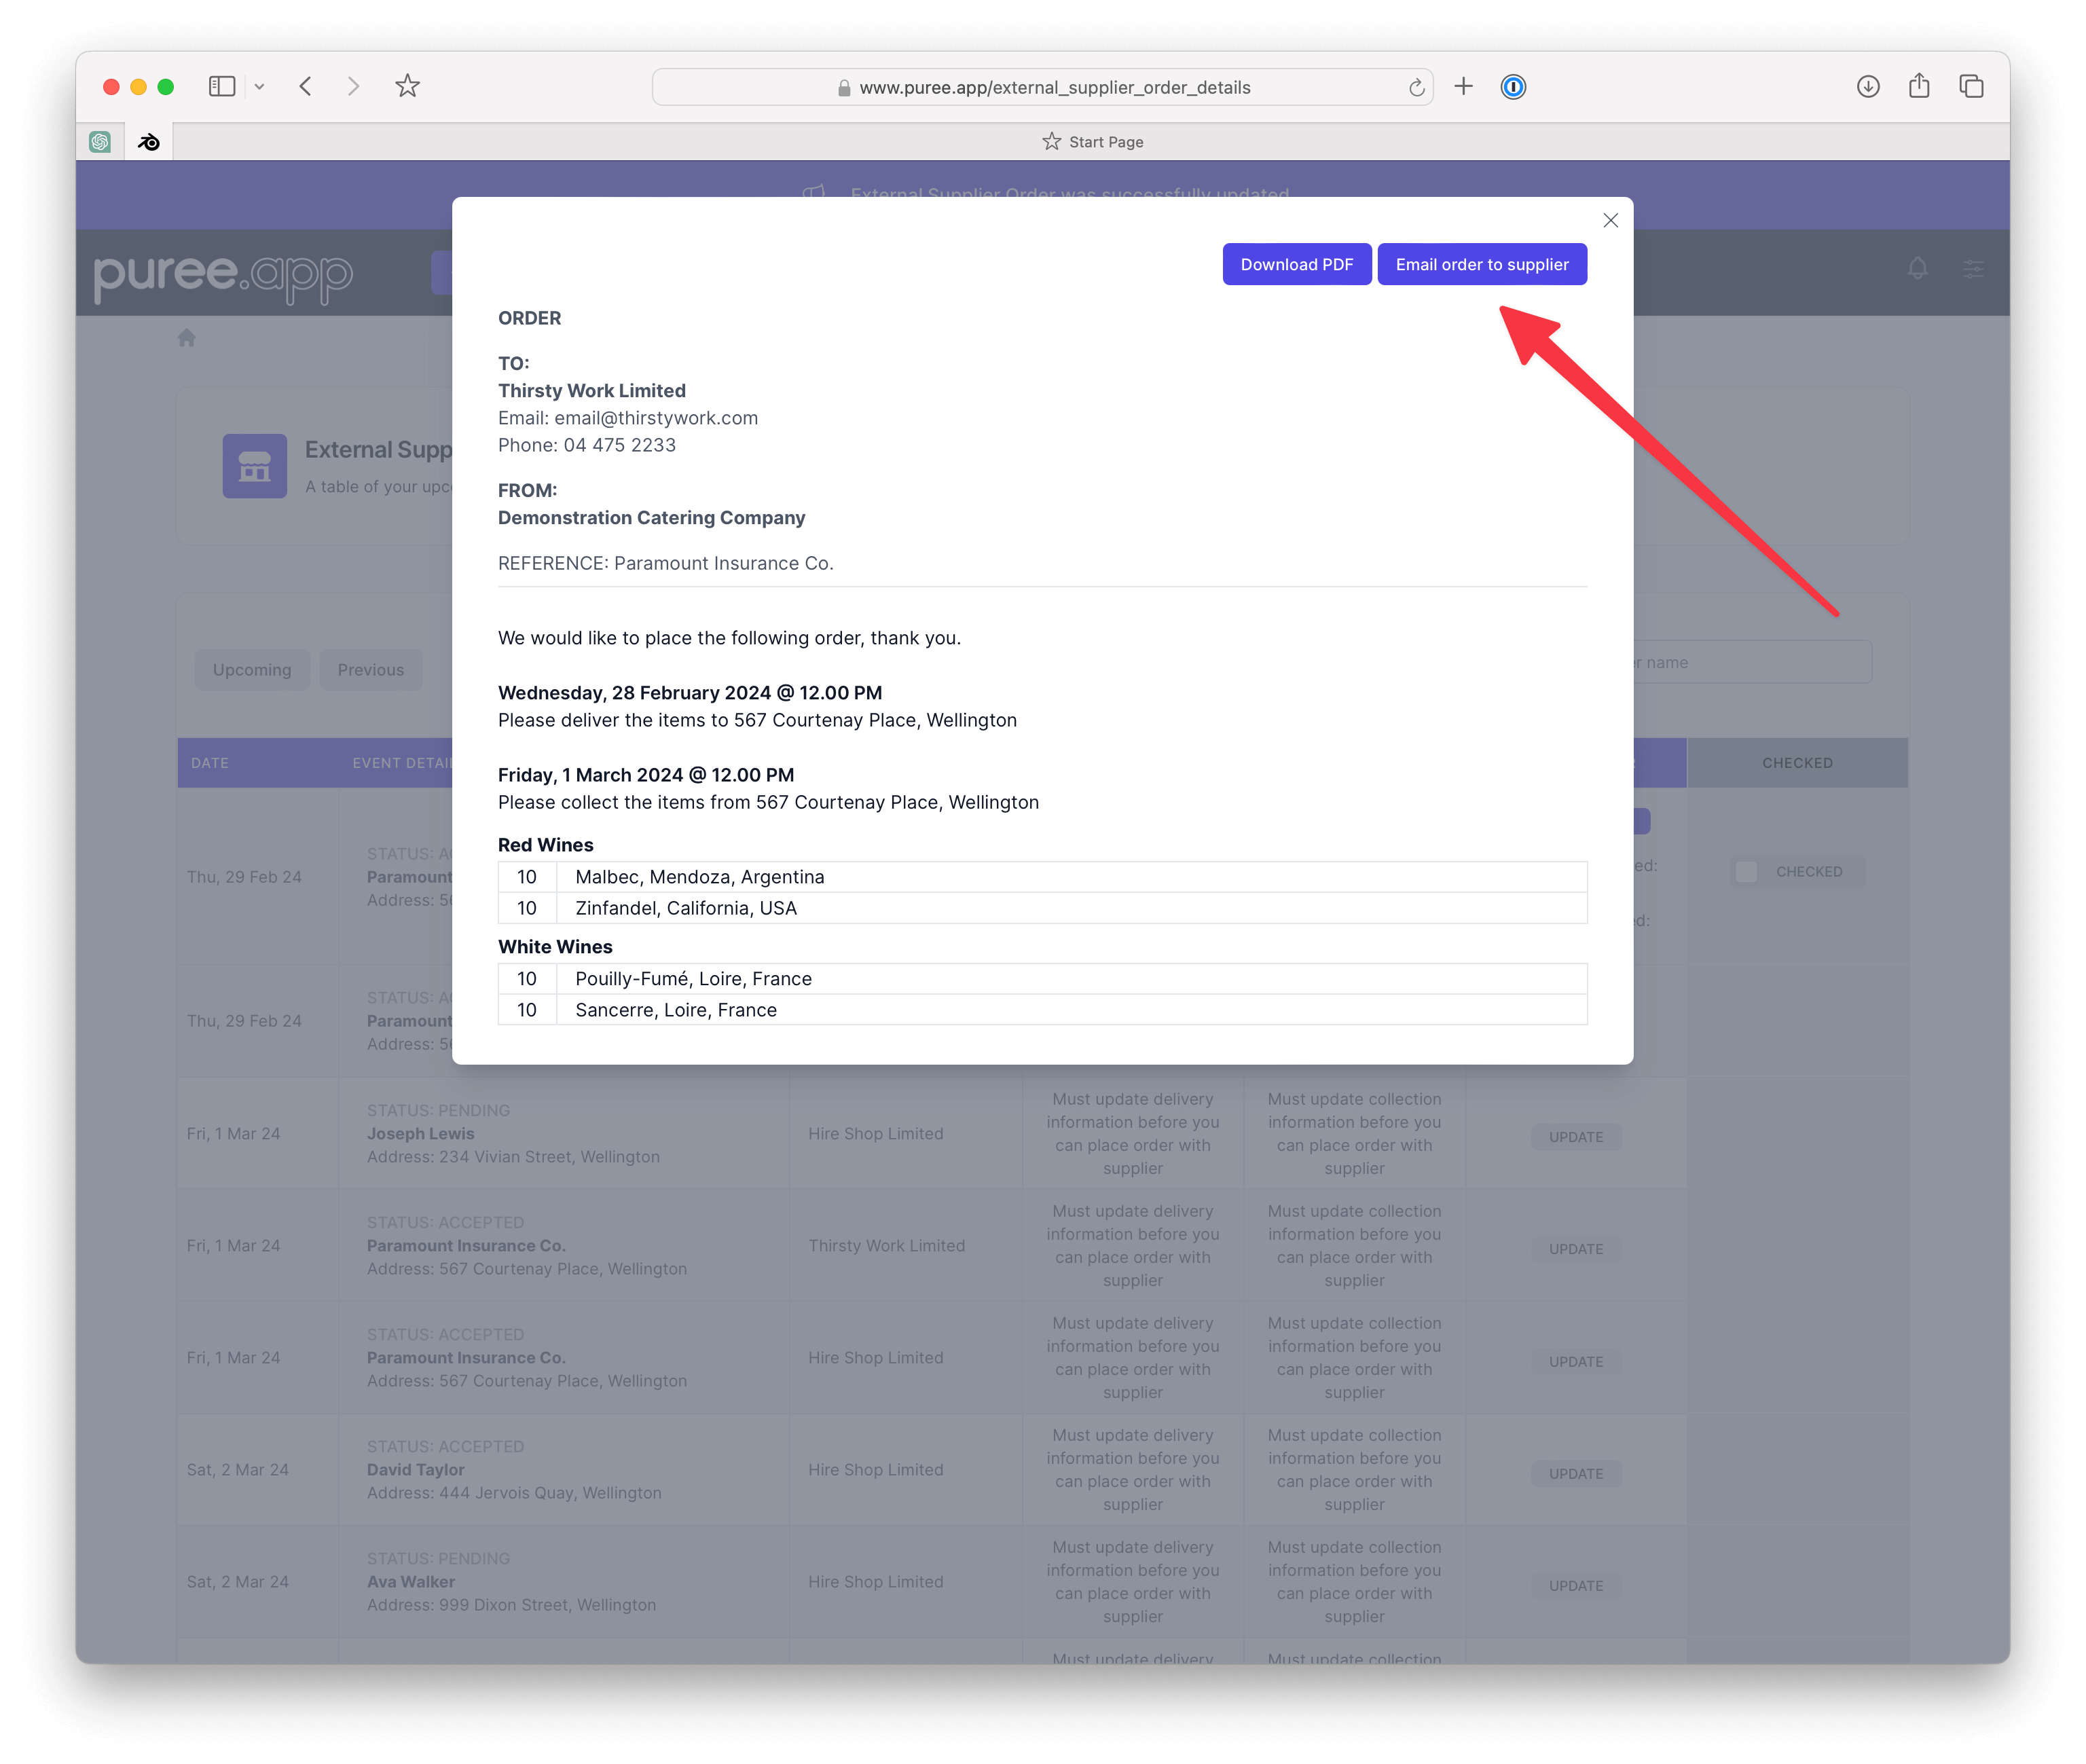 www.puree.app/external_supplier_order_details
Start Page
External Supplier Order was successfully updated
puree.app
Download PDF
Email order to supplier
ORDER
TO:
Thirsty Work Limited
Email: email@thirstywork.com
Phone: 04 475 2233
FROM:
Demonstration Catering Company
REFERENCE: Paramount Insurance Co.
We would like to place the following order, thank you.
Wednesday, 28 February 2024 @ 12.00 PM
Please deliver the items to 567 Courtenay Place, Wellington
Friday, 1 March 2024 @ 12.00 PM
Please collect the items from 567 Courtenay Place, Wellington
Red Wines
10 Malbec, Mendoza, Argentina
10 Zinfandel, California, USA
White Wines
10 Pouilly-Fumé, Loire, France
10 Sancerre, Loire, France
External Supp
A table of your upc
Upcoming
Previous
name
DATE
EVENT DETAI
CHECKED
Thu, 29 Feb 24
STATUS: A
Paramount
Address: 5
ed:
CHECKED
d:
Thu, 29 Feb 24
STATUS: A
Paramount
Address: 5
Fri, 1 Mar 24
STATUS: PENDING
Joseph Lewis
Address: 234 Vivian Street, Wellington
Hire Shop Limited
Must update delivery
information before you
can place order with
supplier
Must update collection
information before you
can place order with
supplier
UPDATE
Fri, 1 Mar 24
STATUS: ACCEPTED
Paramount Insurance Co.
Address: 567 Courtenay Place, Wellington
Thirsty Work Limited
Must update delivery
information before you
can place order with
supplier
Must update collection
information before you
can place order with
supplier
UPDATE
Fri, 1 Mar 24
STATUS: ACCEPTED
Paramount Insurance Co.
Address: 567 Courtenay Place, Wellington
Hire Shop Limited
Must update delivery
information before you
can place order with
supplier
Must update collection
information before you
can place order with
supplier
UPDATE
Sat, 2 Mar 24
STATUS: ACCEPTED
David Taylor
Address: 444 Jervois Quay, Wellington
Hire Shop Limited
Must update delivery
information before you
can place order with
supplier
Must update collection
information before you
can place order with
supplier
UPDATE
Sat, 2 Mar 24
STATUS: PENDING
Ava Walker
Address: 999 Dixon Street, Wellington
Hire Shop Limited
Must update delivery
information before you
can place order with
supplier
Must update collection
information before you
can place order with
supplier
UPDATE
Must update delivery
Must update collection